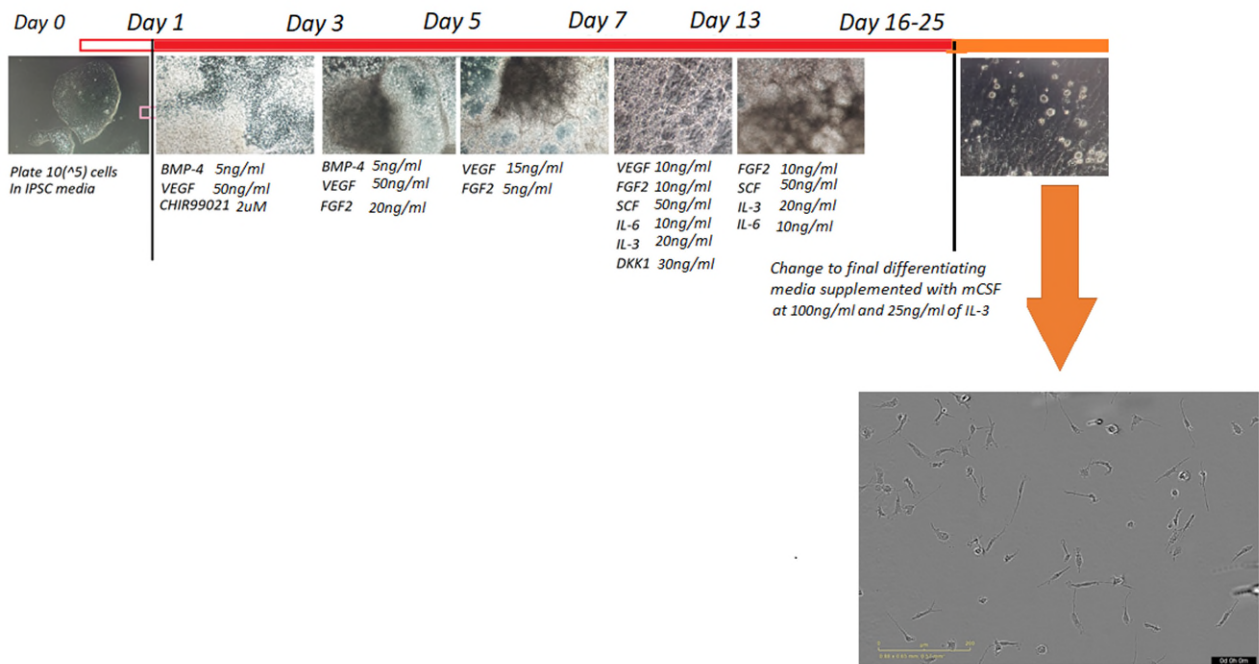 Day 0
Day 1
Day 3
Day 5
Day 7
Day 13
Day 16-25
Plate 10(^5) cells
In IPSC media
BMP-4 5ng/ml
VEGF 50ng/ml
CHIR99021 2uM
BMP-4 5ng/ml
VEGF 50ng/ml
FGF2 20ng/ml
VEGF 15ng/ml
FGF2 5ng/ml
VEGF 10ng/ml
FGF2 10ng/ml
SCF 50ng/ml
IL-6 10ng/ml
IL-3 20ng/ml
DKK1 30ng/ml
FGF2 10ng/ml
SCF 50ng/ml
IL-3 20ng/ml
IL-6 10ng/ml
Change to final differentiating
media supplemented with mCSF
at 100ng/ml and 25ng/ml of IL-3
0d 0h 0m